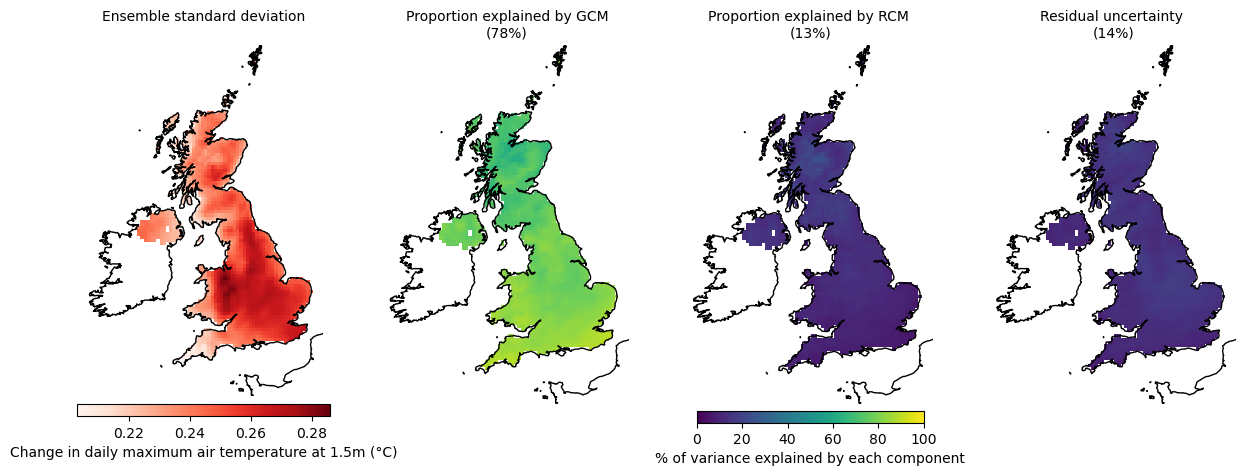 Ensemble standard deviation
Proportion explained by GCM
(78%)
Proportion explained by RCM
(13%)
Residual uncertainty
(14%)
0.22 0.24 0.26 0.28
Change in daily maximum air temperature at 1.5m (°C)
0 20 40 60 80 100
% of variance explained by each component